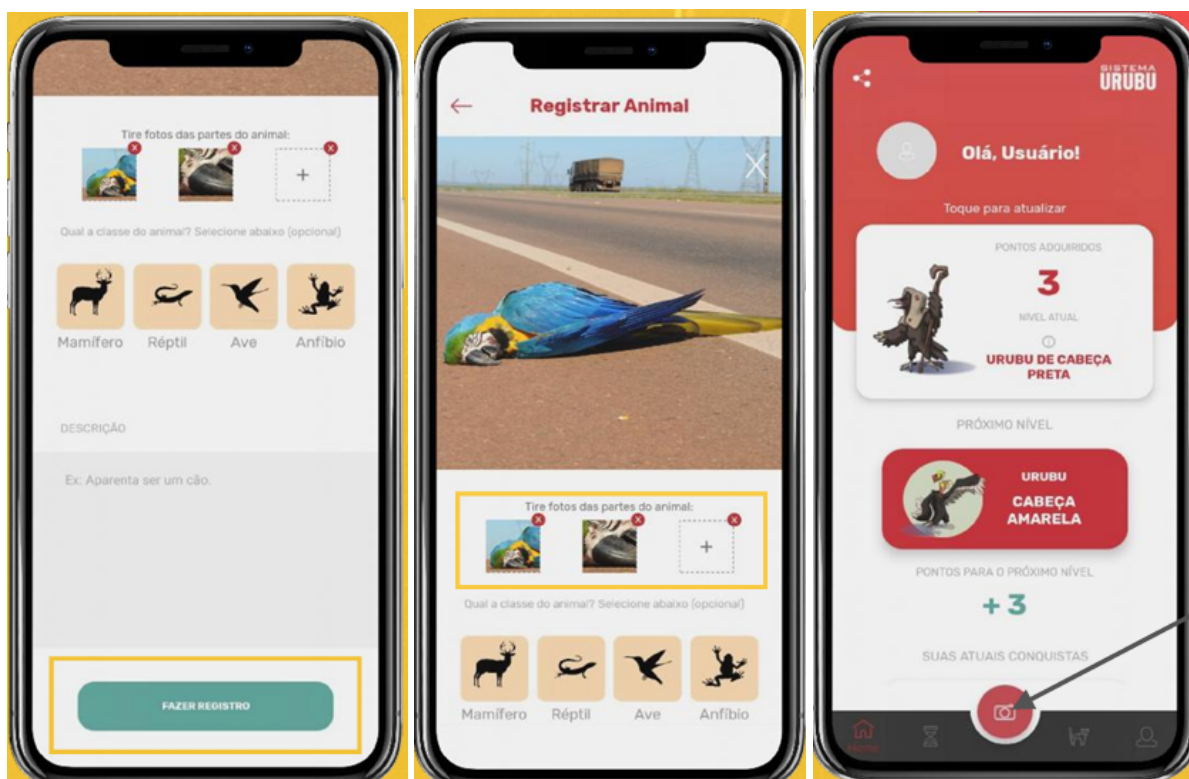 Tire fotos das partes do animal:
X
X
X
+
Qual a classe do animal? Selecione abaixo (opcional)
Mamífero
Réptil
Ave
Anfíbio
DESCRIÇÃO
Ex: Aparenta ser um cão.
FAZER REGISTRO
←
Registrar Animal
X
Tire fotos das partes do animal:
X
X
X
+
Qual a classe do animal? Selecione abaixo (opcional)
Mamífero
Réptil
Ave
Anfíbio
SISTEMA
URUBU
Olá, Usuário!
Toque para atualizar
PONTOS ADQUIRIDOS
3
NIVEL ATUAL
URUBU DE CABEÇA
PRETA
PRÓXIMO NÍVEL
URUBU
CABEÇA
AMARELA
PONTOS PARA O PRÓXIMO NÍVEL
+ 3
SUAS ATUAIS CONQUISTAS
Home